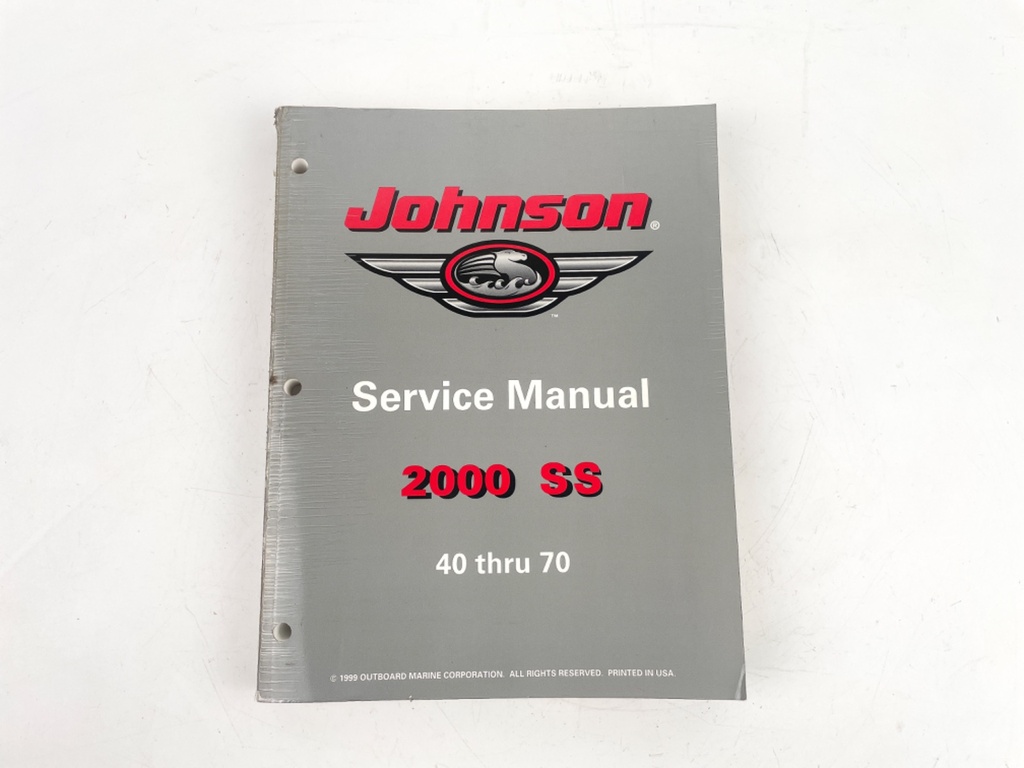 Johnson®
™
Service Manual
2000 SS
40 thru 70
© 1999 OUTBOARD MARINE CORPORATION. ALL RIGHTS RESERVED. PRINTED IN USA.